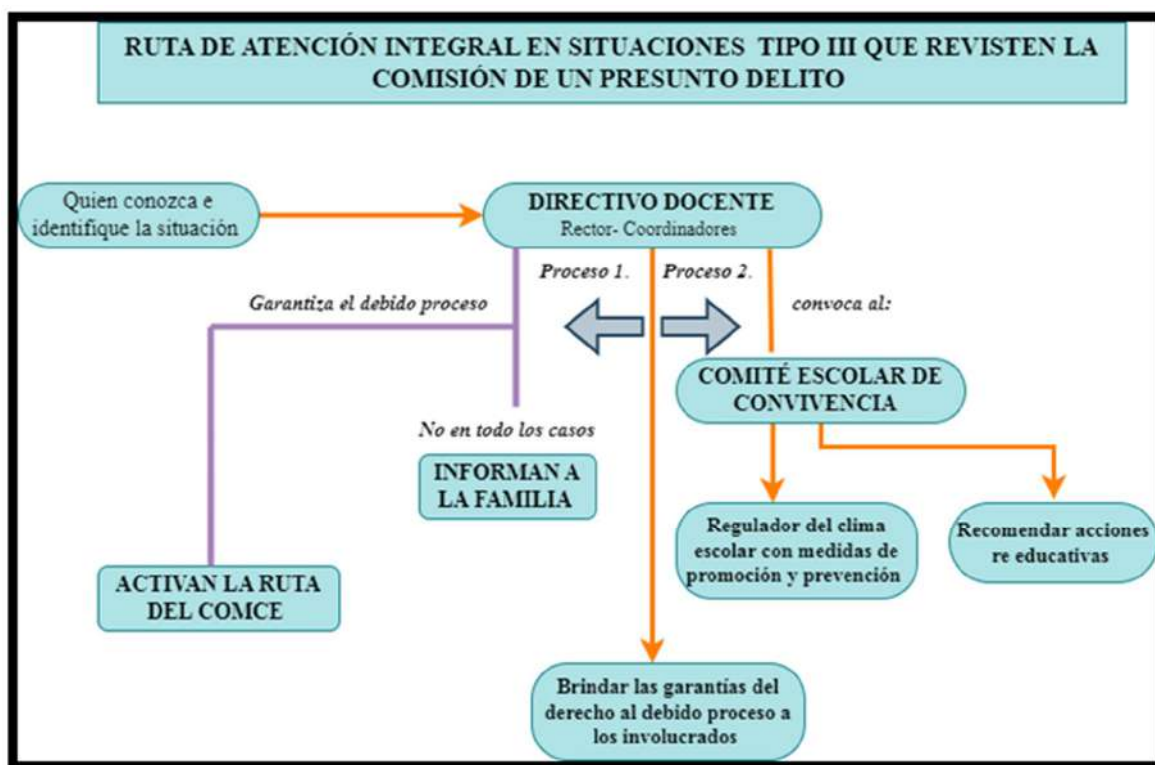 RUTA DE ATENCIÓN INTEGRAL EN SITUACIONES TIPO III QUE REVISTEN LA
COMISIÓN DE UN PRESUNTO DELITO
Quien conozca e
identifique la situación
DIRECTIVO DOCENTE
Rector- Coordinadores
Proceso 1.
Proceso 2.
Garantiza el debido proceso
convoca al:
COMITÉ ESCOLAR DE
CONVIVENCIA
No en todo los casos
INFORMAN A
LA FAMILIA
Regulador del clima
escolar con medidas de
promoción y prevención
Recomendar acciones
re educativas
ACTIVAN LA RUTA
DEL COMCE
Brindar las garantías del
derecho al debido proceso a
los involucrados